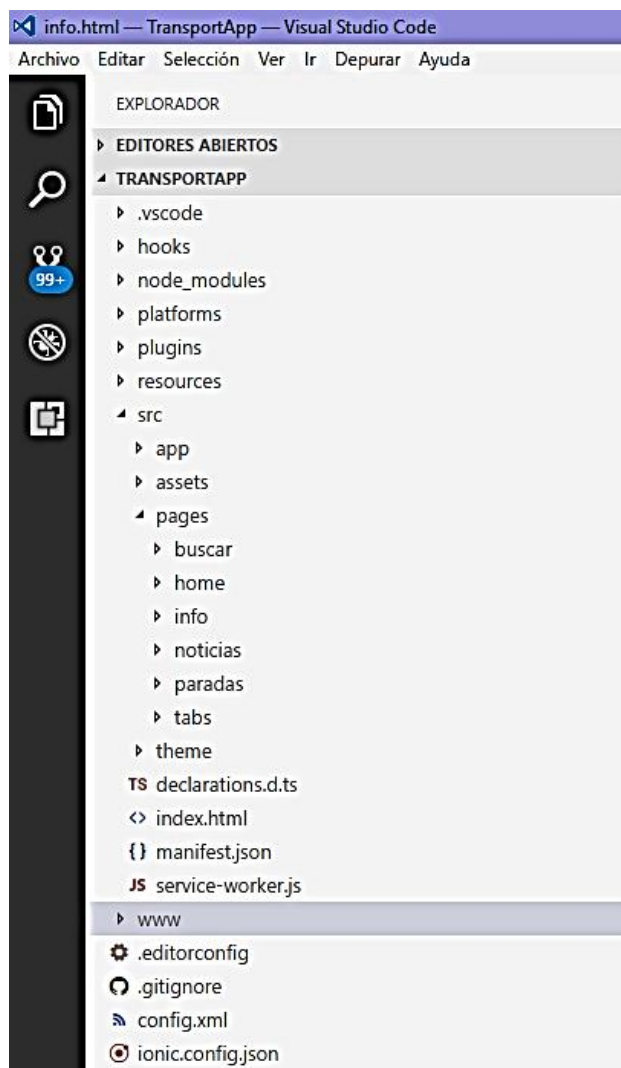 info.html — TransportApp — Visual Studio Code
Archivo Editar Selección Ver Ir Depurar Ayuda
EXPLORADOR
EDITORES ABIERTOS
TRANSPORTAPP
.vscode
hooks
node_modules
99+
platforms
plugins
resources
src
app
assets
pages
buscar
home
info
noticias
paradas
tabs
theme
TS declarations.d.ts
<> index.html
{} manifest.json
JS service-worker.js
www
.editorconfig
.gitignore
config.xml
ionic.config.json